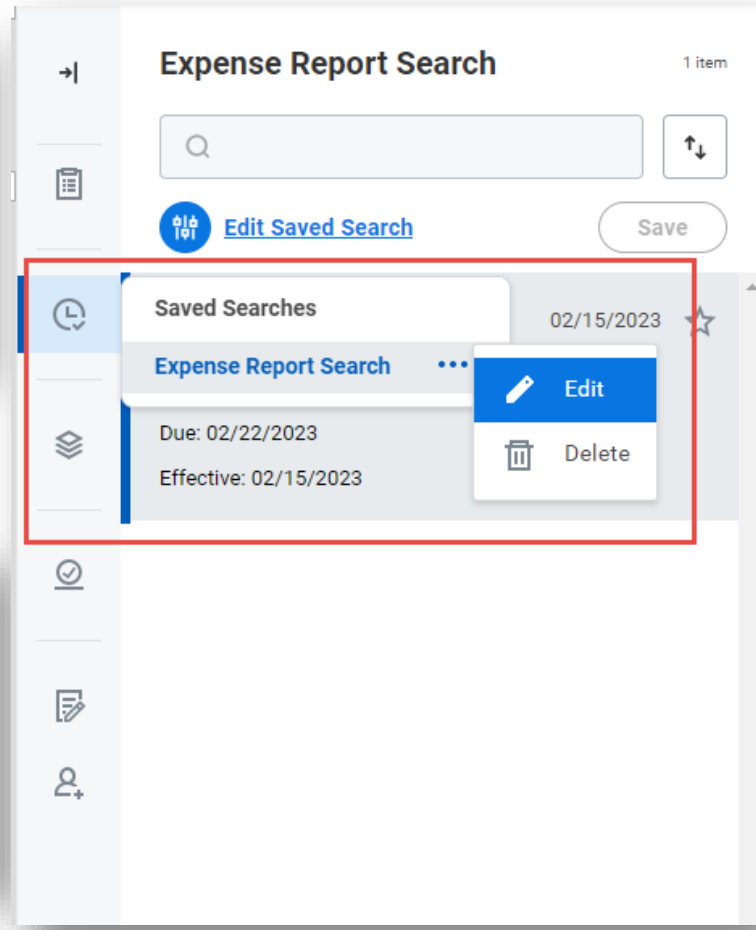 Expense Report Search
1 item
Edit Saved Search
Save
Saved Searches
02/15/2023
Expense Report Search
Edit
Due: 02/22/2023
Delete
Effective: 02/15/2023